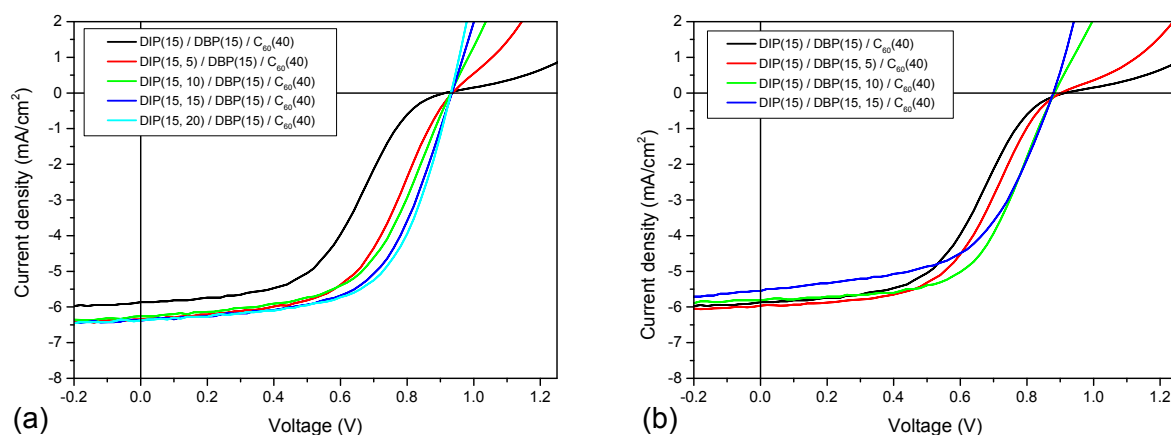 2
1
0
-1
-2
-3
-4
-5
-6
-7
-8
Current density (mA/cm²)
DIP(15) / DBP(15) / C₆₀(40)
DIP(15, 5) / DBP(15) / C₆₀(40)
DIP(15, 10) / DBP(15) / C₆₀(40)
DIP(15, 15) / DBP(15) / C₆₀(40)
DIP(15, 20) / DBP(15) / C₆₀(40)
-0.2 0.0 0.2 0.4 0.6 0.8 1.0 1.2
Voltage (V)
(a)
2
1
0
-1
-2
-3
-4
-5
-6
-7
-8
Current density (mA/cm²)
DIP(15) / DBP(15) / C₆₀(40)
DIP(15) / DBP(15, 5) / C₆₀(40)
DIP(15) / DBP(15, 10) / C₆₀(40)
DIP(15) / DBP(15, 15) / C₆₀(40)
-0.2 0.0 0.2 0.4 0.6 0.8 1.0 1.2
Voltage (V)
(b)